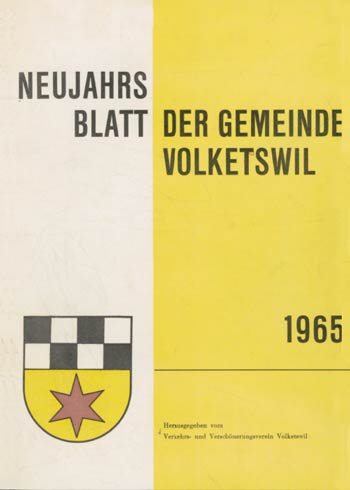 NEUJAHRS
BLATT DER GEMEINDE
VOLKETSWIL
1965
Herausgegeben vom
Verkehrs- und Verschönerungsverein Volketswil